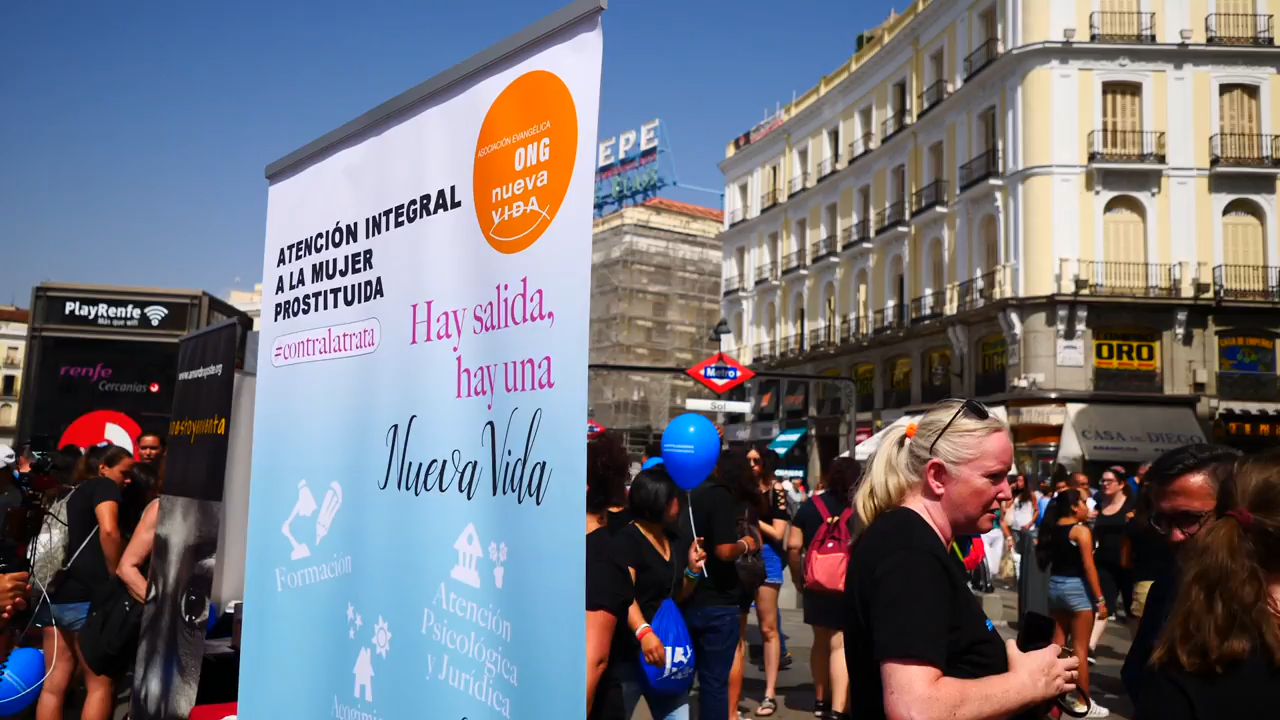 ASOCIACIÓN EVANGÉLICA
ONG
nueva
VIDA
ATENCIÓN INTEGRAL
A LA MUJER
PROSTITUIDA
#contralatrata
Hay salida,
hay una
Nueva Vida
Formación
Atención
Psicológica
y Jurídica
PlayRenfe
Más que wifi
renfe
Cercanías
Metro
Sol
ORO
CASA DE DIEGO
CHANGE